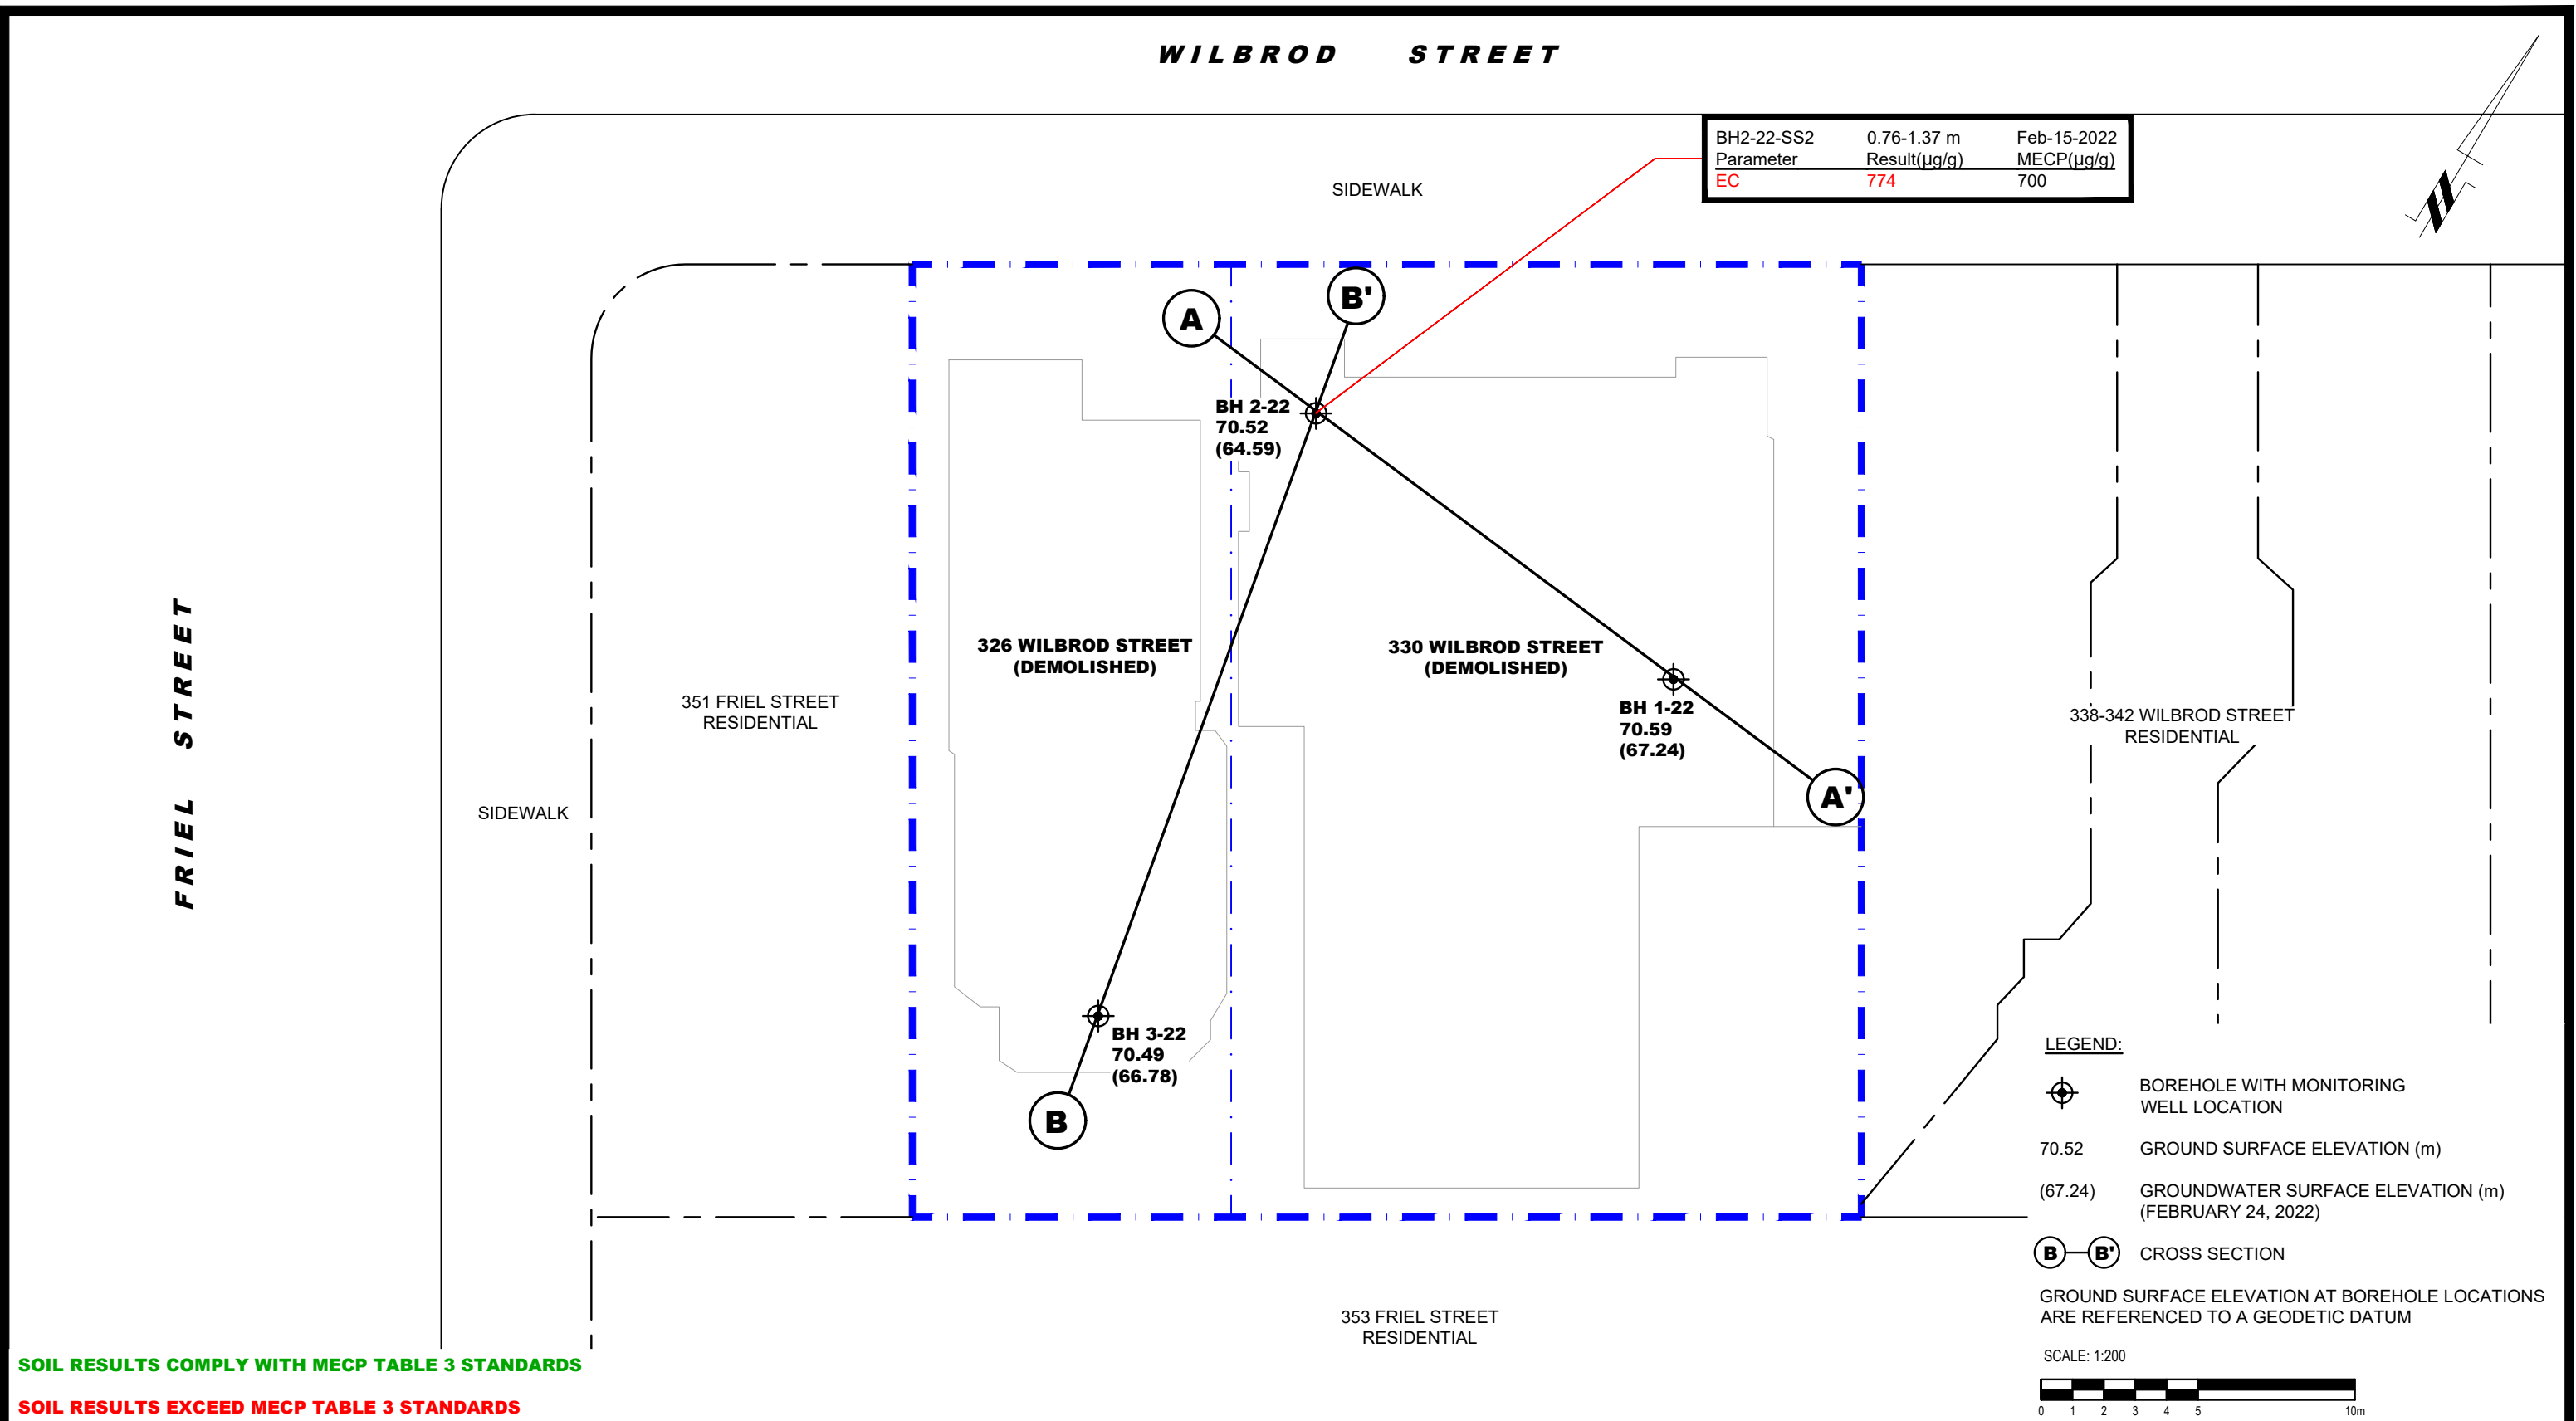 WILBROD STREET
BH2-22-SS2 0.76-1.37 m Feb-15-2022
Parameter Result(µg/g) MECP(µg/g)
EC 774 700
SIDEWALK
A
B'
BH 2-22
70.52
(64.59)
FRIEL STREET
326 WILBROD STREET
(DEMOLISHED)
330 WILBROD STREET
(DEMOLISHED)
351 FRIEL STREET
RESIDENTIAL
BH 1-22
70.59
(67.24)
338-342 WILBROD STREET
RESIDENTIAL
SIDEWALK
A'
BH 3-22
70.49
(66.78)
B
LEGEND:
BOREHOLE WITH MONITORING
WELL LOCATION
70.52 GROUND SURFACE ELEVATION (m)
(67.24) GROUNDWATER SURFACE ELEVATION (m)
(FEBRUARY 24, 2022)
B B' CROSS SECTION
GROUND SURFACE ELEVATION AT BOREHOLE LOCATIONS
ARE REFERENCED TO A GEODETIC DATUM
353 FRIEL STREET
RESIDENTIAL
SCALE: 1:200
0 1 2 3 4 5 10m
SOIL RESULTS COMPLY WITH MECP TABLE 3 STANDARDS
SOIL RESULTS EXCEED MECP TABLE 3 STANDARDS